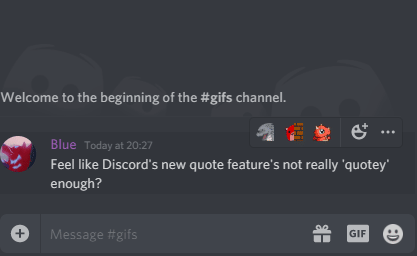 Welcome to the beginning of the #gifs channel.
Blue Today at 20:27
Feel like Discord's new quote feature's not really 'quotey'
enough?
Message #gifs
GIF